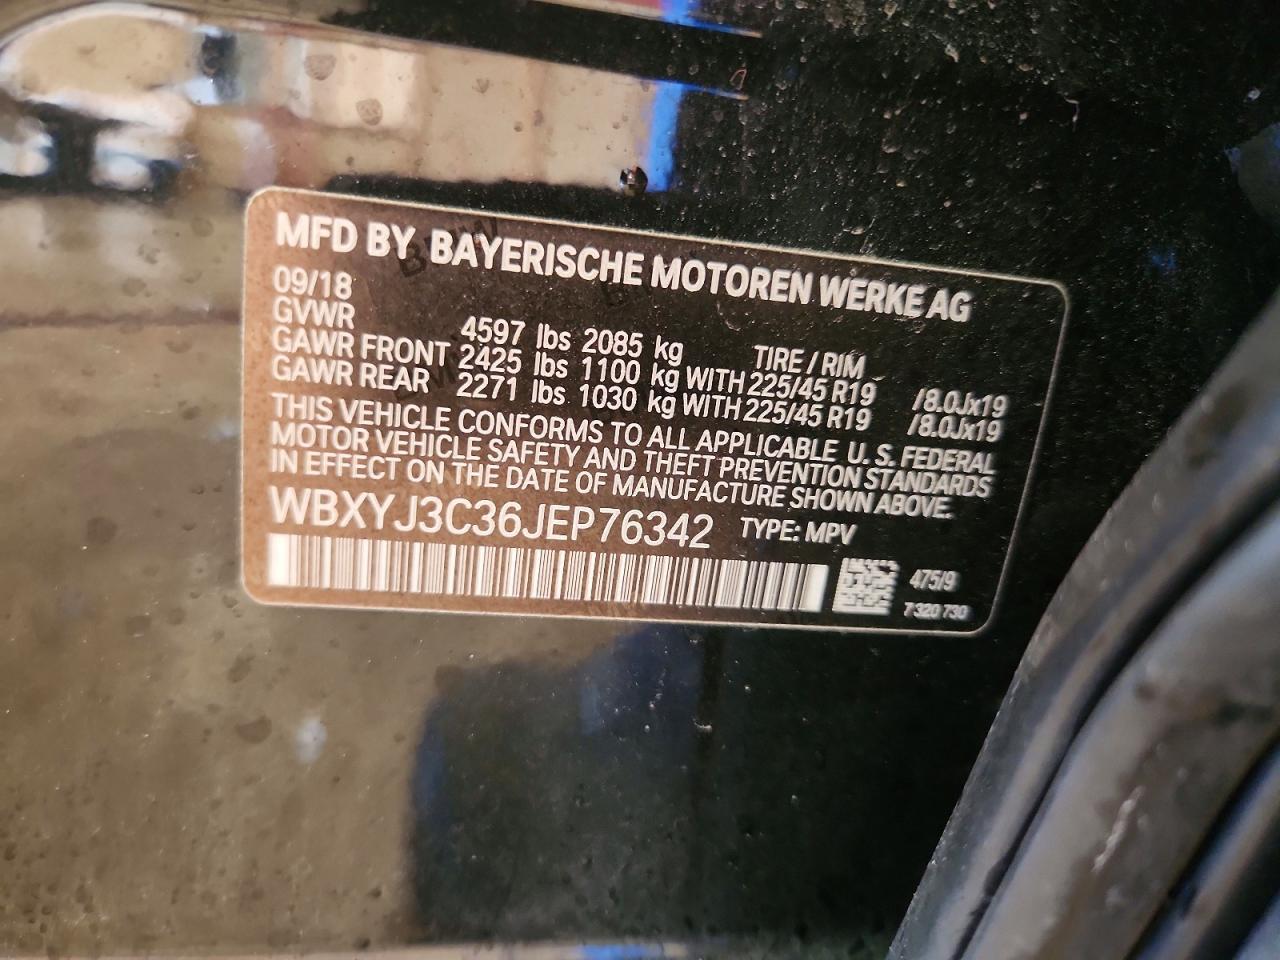 MFD BY BAYERISCHE MOTOREN WERKE AG
09/18
GVWR 4597 lbs 2085 kg TIRE / RIM
GAWR FRONT 2425 lbs 1100 kg WITH 225/45 R19 /8.0Jx19
GAWR REAR 2271 lbs 1030 kg WITH 225/45 R19 /8.0Jx19
THIS VEHICLE CONFORMS TO ALL APPLICABLE U. S. FEDERAL
MOTOR VEHICLE SAFETY AND THEFT PREVENTION STANDARDS
IN EFFECT ON THE DATE OF MANUFACTURE SHOWN ABOVE.
WBXYJ3C36JEP76342 TYPE: MPV
475/9
7 320 730